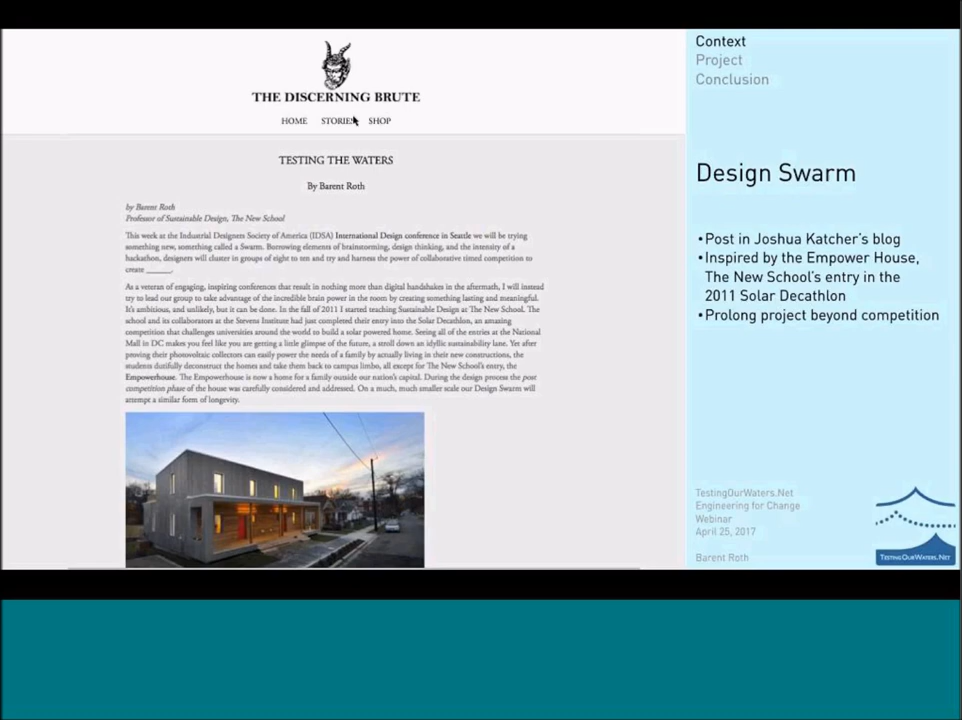 THE DISCERNING BRUTE
HOME STORIES SHOP
TESTING THE WATERS
By Barent Roth
by Barent Roth
Professor of Sustainable Design, The New School
This week at the Industrial Designers Society of America (IDSA) International Design conference in Seattle we will be trying
something new, something called a Swarm. Borrowing elements of brainstorming, design thinking, and the intensity of a
hackathon, designers will cluster in groups of eight to ten and try and harness the power of collaborative timed competition to
create ______.
As a veteran of engaging, inspiring conferences that result in nothing more than digital handshakes in the aftermath, I will instead
try to lead our group to take advantage of the incredible brain power in the room by creating something lasting and meaningful.
It's ambitious, and unlikely, but it can be done. In the fall of 2011 I started teaching Sustainable Design at The New School. The
school and its collaborators at the Stevens Institute had just completed their entry into the Solar Decathlon, an amazing
competition that challenges universities around the world to build a solar powered home. Seeing all of the entries at the National
Mall in DC makes you feel like you are getting a little glimpse of the future, a stroll down an idyllic sustainability lane. Yet after
proving their photovoltaic collectors can easily power the needs of a family by actually living in their new constructions, the
students dutifully deconstruct the homes and take them back to campus limbo, all except for The New School's entry, the
Empowerhouse. The Empowerhouse is now a home for a family outside our nation's capital. During the design process the post
competition phase of the house was carefully considered and addressed. On a much, much smaller scale our Design Swarm will
attempt a similar form of longevity.
Context
Project
Conclusion
Design Swarm
•Post in Joshua Katcher's blog
•Inspired by the Empower House,
The New School's entry in the
2011 Solar Decathlon
•Prolong project beyond competition
TestingOurWaters.Net
Engineering for Change
Webinar
April 25, 2017
Barent Roth
TestingOurWaters.Net